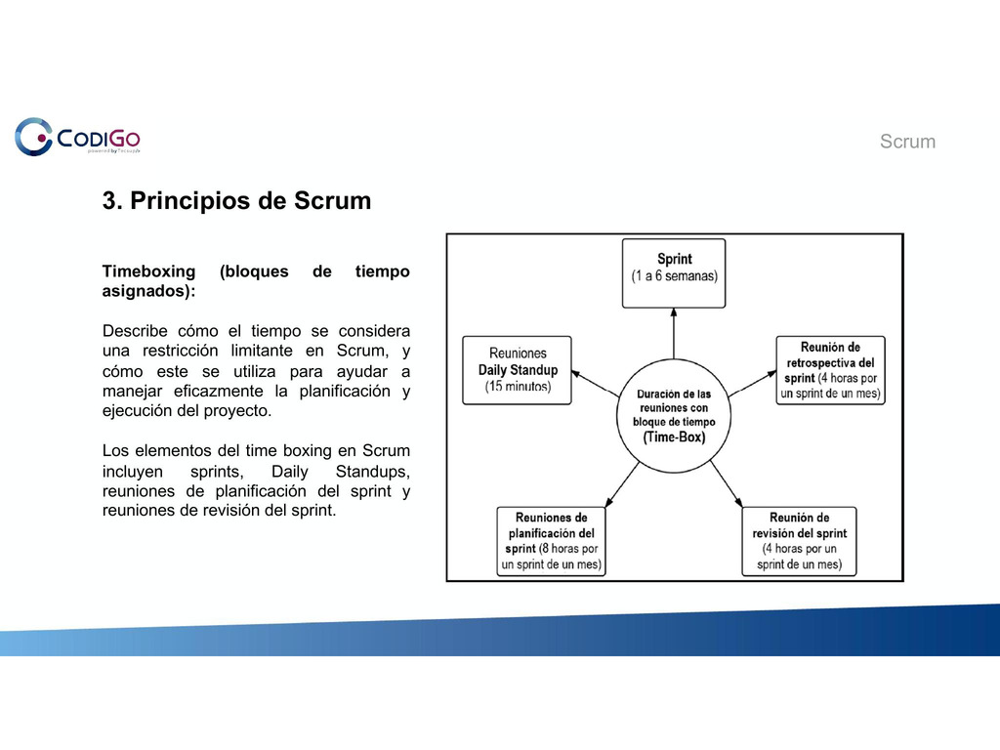 CODIGO
powered by Tecsup
Scrum
3. Principios de Scrum
Timeboxing (bloques de tiempo
asignados):
Describe cómo el tiempo se considera
una restricción limitante en Scrum, y
cómo este se utiliza para ayudar a
manejar eficazmente la planificación y
ejecución del proyecto.
Los elementos del time boxing en Scrum
incluyen sprints, Daily Standups,
reuniones de planificación del sprint y
reuniones de revisión del sprint.
Sprint
(1 a 6 semanas)
Reuniones
Daily Standup
(15 minutos)
Reunión de
retrospectiva del
sprint (4 horas por
un sprint de un mes)
Duración de las
reuniones con
bloque de tiempo
(Time-Box)
Reuniones de
planificación del
sprint (8 horas por
un sprint de un mes)
Reunión de
revisión del sprint
(4 horas por un
sprint de un mes)